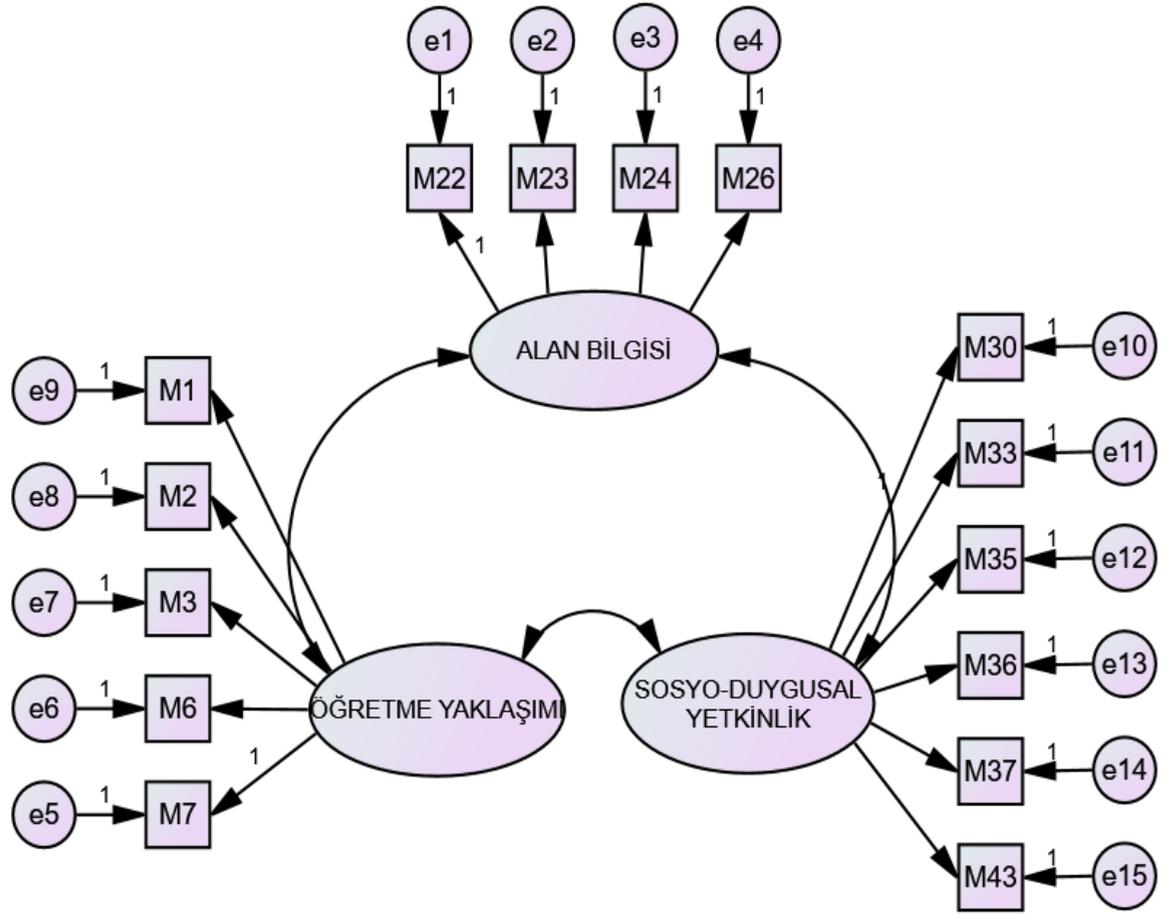 e1 e2 e3 e4
1 1 1 1
M22 M23 M24 M26
1
ALAN BİLGİSİ
e9 1 M1
e8 1 M2
e7 1 M3
e6 1 M6
1
e5 1 M7
ÖĞRETME YAKLAŞIMI
SOSYO-DUYGUSAL
YETKİNLİK
1
M30 1 e10
M33 1 e11
M35 1 e12
M36 1 e13
M37 1 e14
M43 1 e15